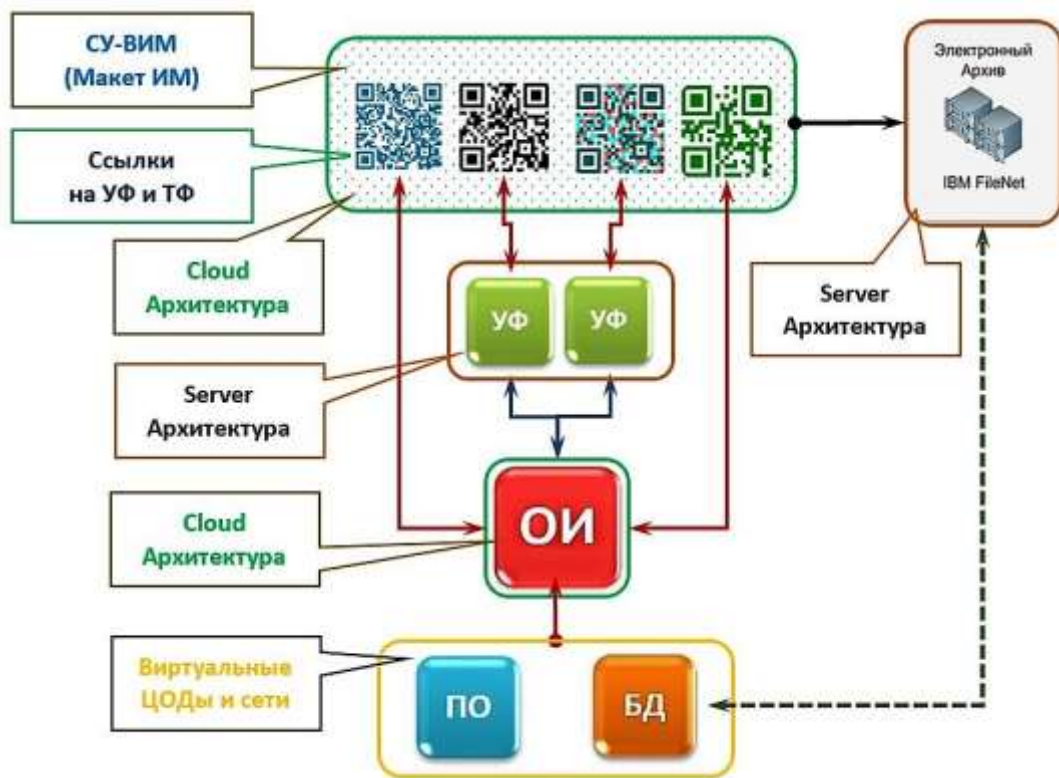 СУ-ВИМ
(Макет ИМ)
Ссылки
на УФ и ТФ
Cloud
Архитектура
Электронный
Архив
IBM FileNet
Server
Архитектура
УФ
УФ
Server
Архитектура
ОИ
Cloud
Архитектура
Виртуальные
ЦОДы и сети
ПО
БД